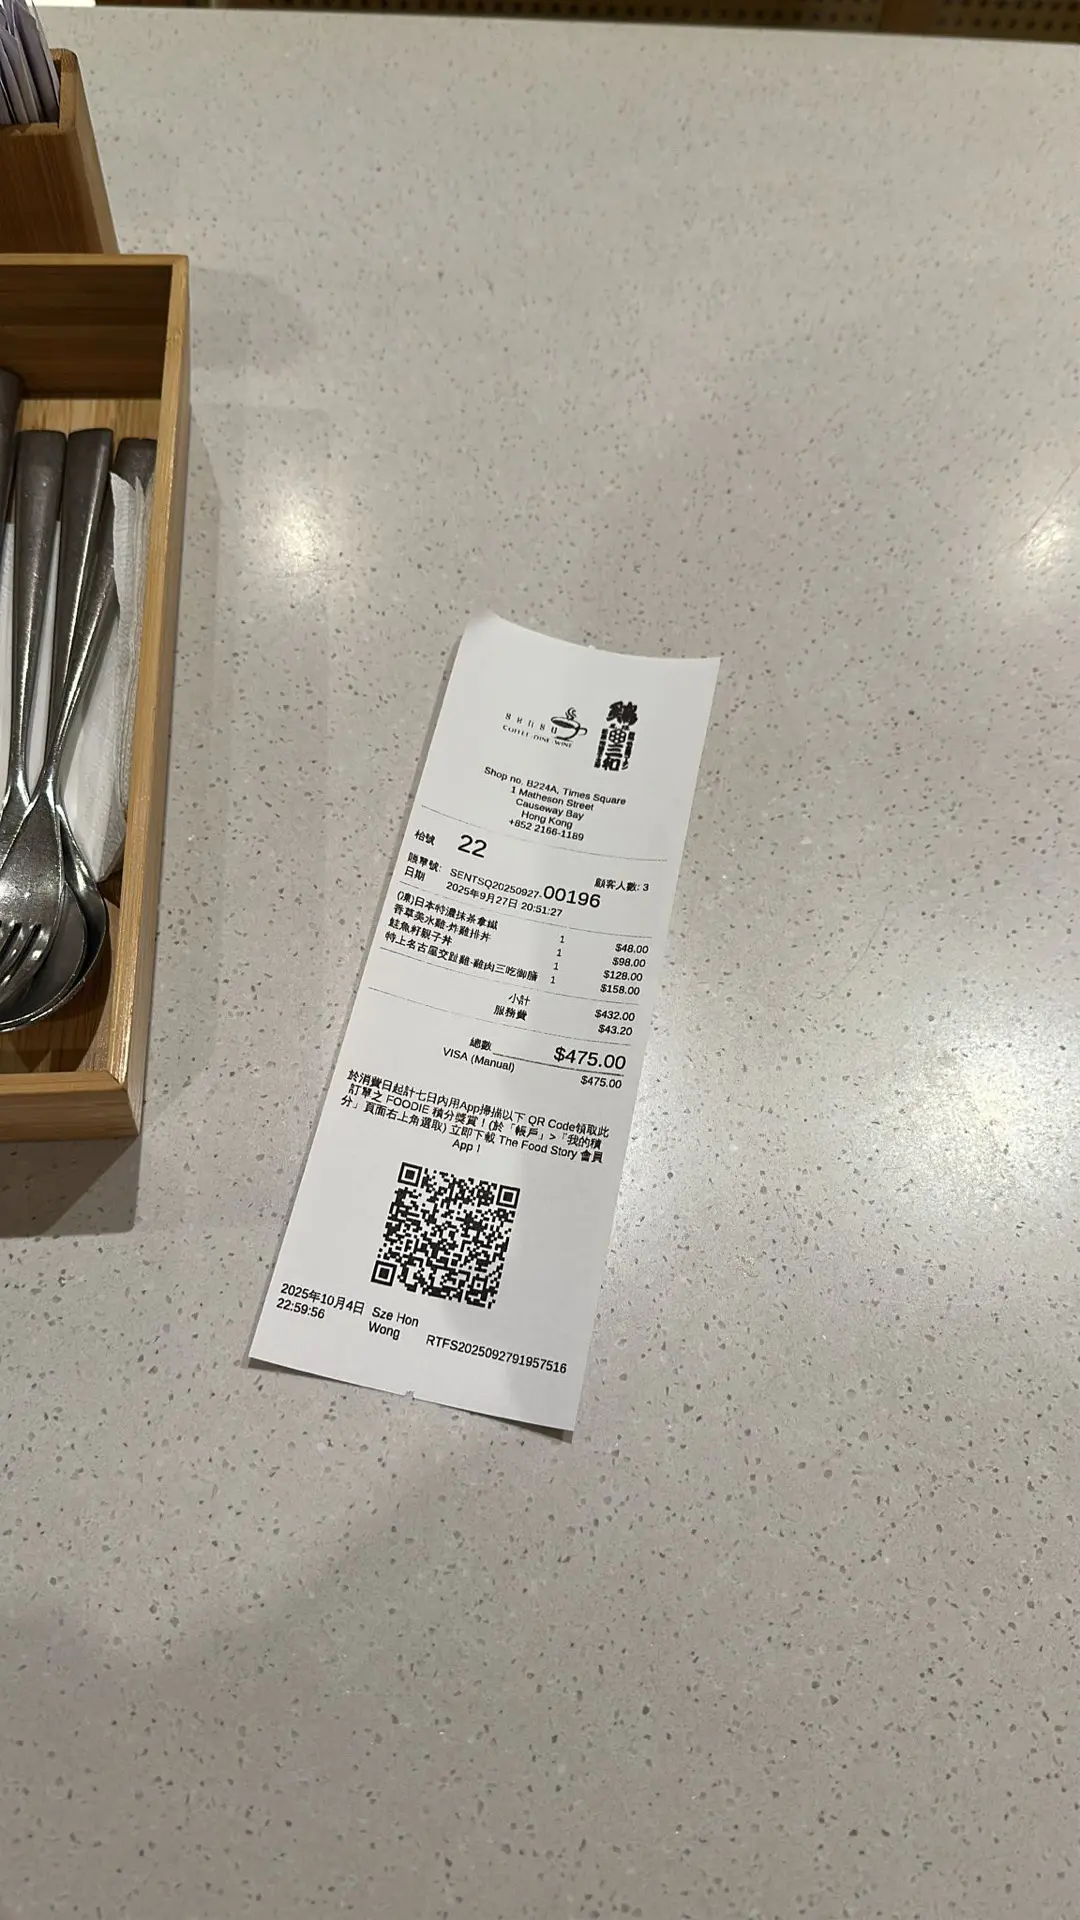 sensu
COFFEE·DINE·WINE
鶏三和
Shop no. B224A, Times Square
1 Matheson Street
Causeway Bay
Hong Kong
+852 2166-1189
枱號 22 顧客人數: 3
賬單號: SENTSQ20250927-00196
日期 2025年9月27日 20:51:27
(凍)日本特濃抹茶拿鐵 1 $48.00
香草美水雞-炸雞排丼 1 $98.00
鮭魚籽親子丼 1 $128.00
特上名古屋交趾雞-雞肉三吃御膳 1 $158.00
小計 $432.00
服務費 $43.20
總數 $475.00
VISA (Manual) $475.00
於消費日起計七日內用App掃描以下 QR Code領取此
訂單之 FOODIE 積分獎賞！(於「帳戶」>「我的積
分」頁面右上角選取) 立即下載 The Food Story 會員
App！
2025年10月4日 Sze Hon
22:59:56 Wong RTFS2025092791957516